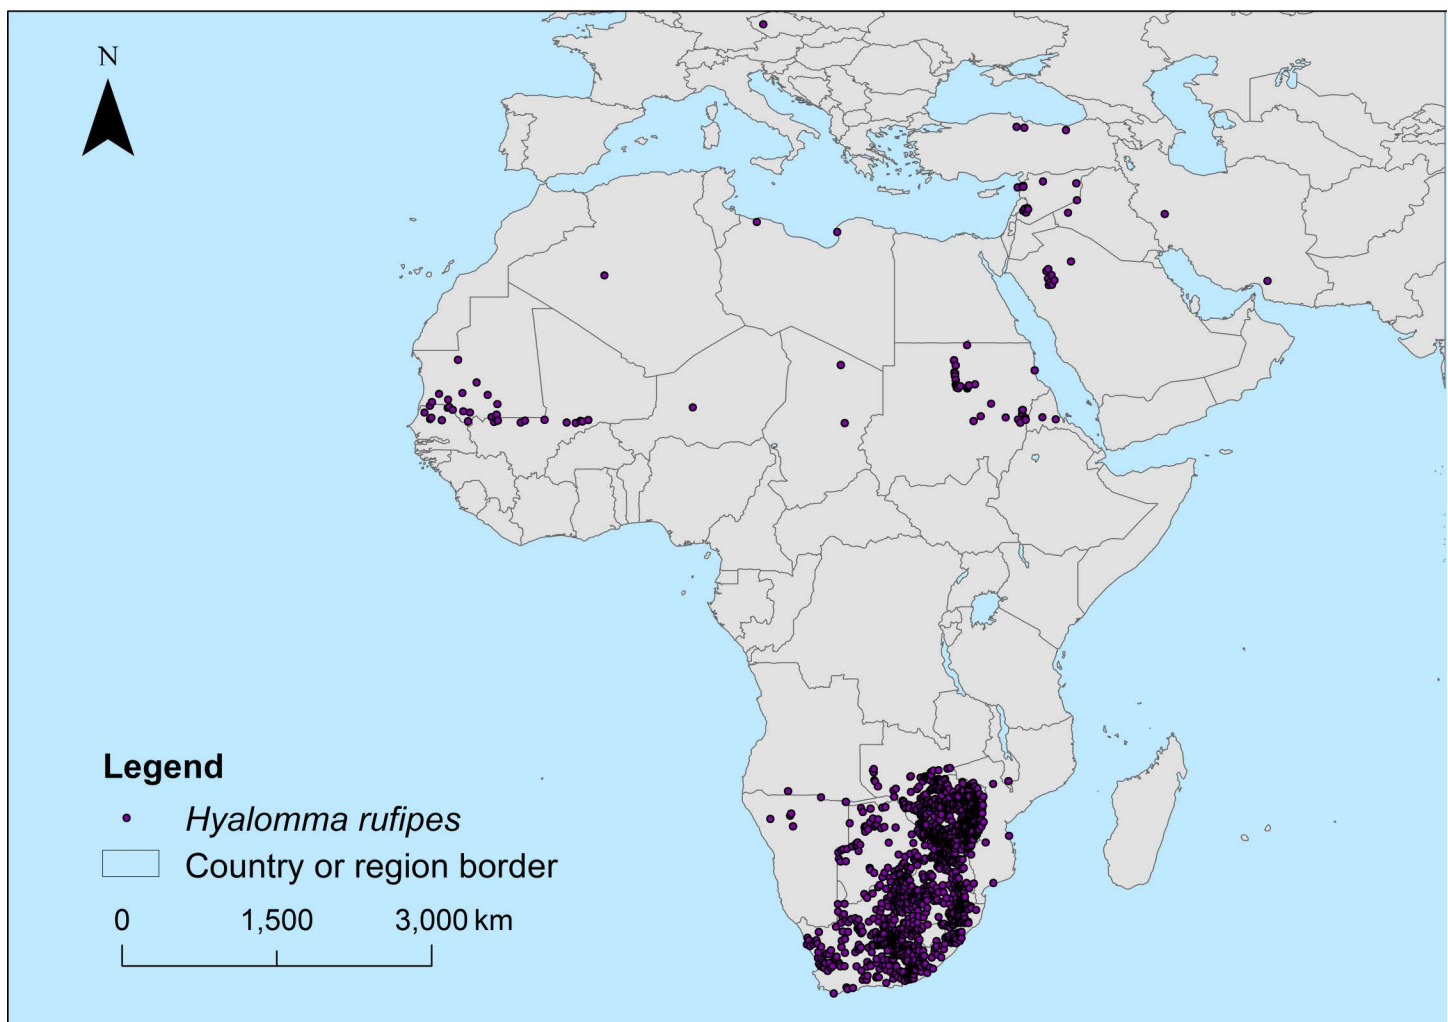 N
Legend
Hyalomma rufipes
Country or region border
0 1,500 3,000 km